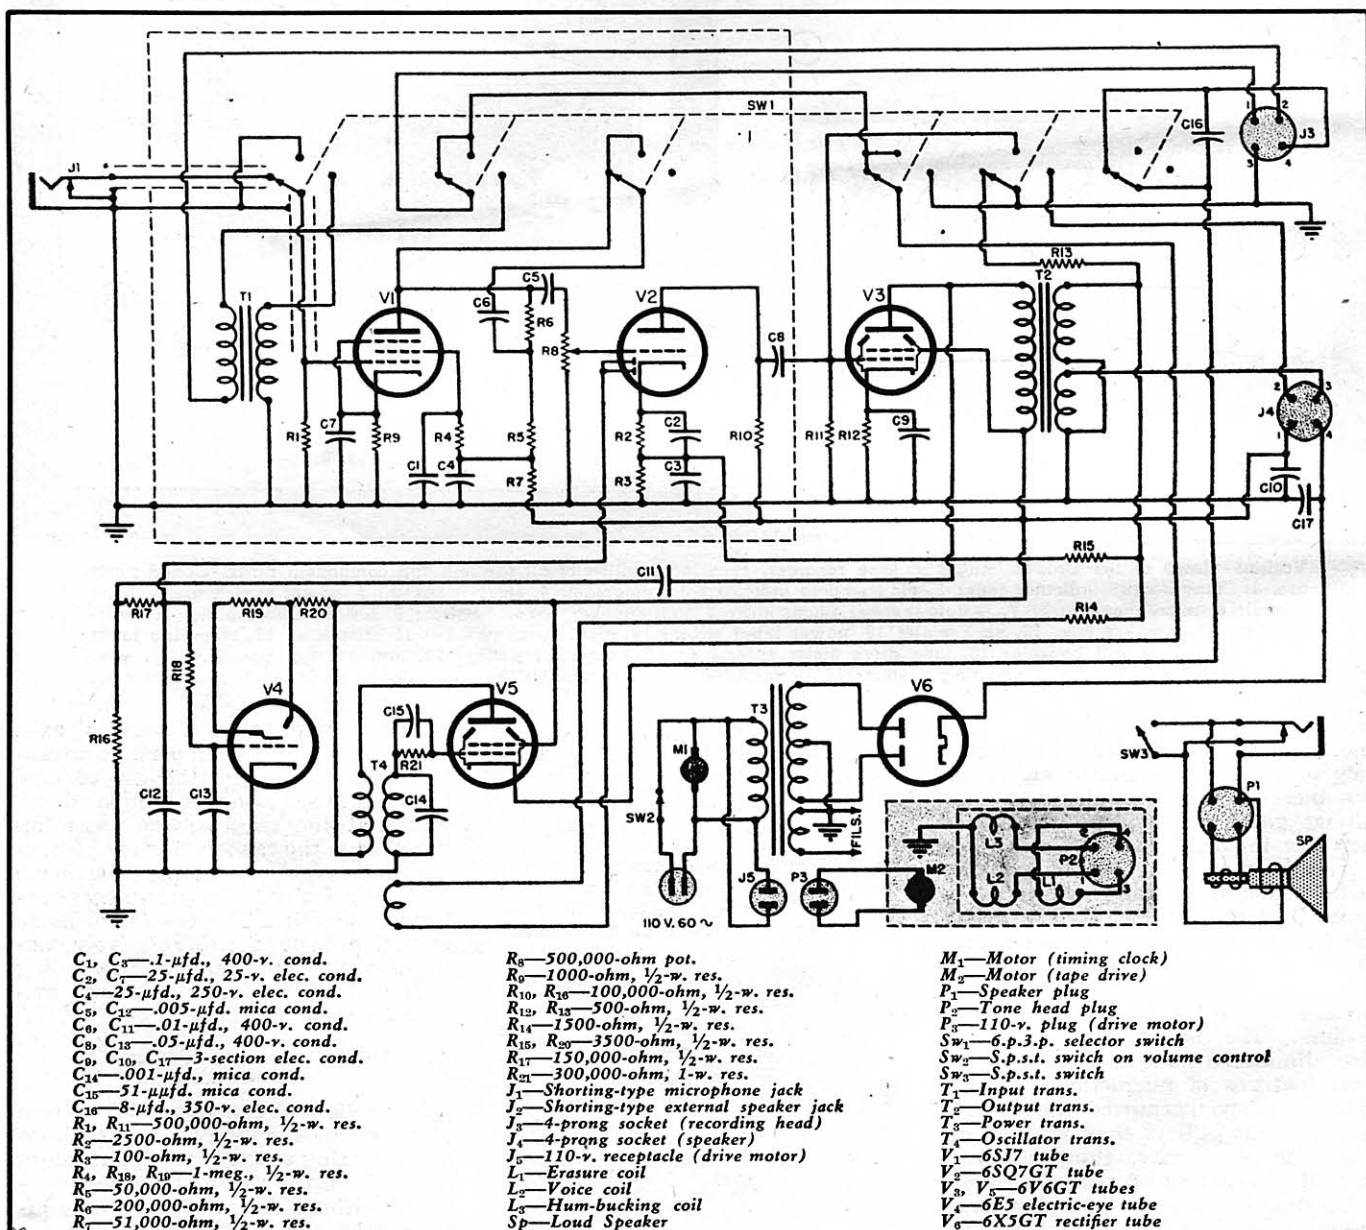 SW1
C16
1
2
J3
3
4
J1
R13
T2
T1
V1
C5
C6
R6
V2
V3
C8
R8
2
3
J4
1
4
R1
C7
R9
R4
C1
C4
R5
R7
R2
C2
R3
C3
R10
R11
R12
C9
C10
C17
R15
C11
R14
R17
R19
R20
R18
V4
V5
V6
T3
R16
C15
M1
SW3
T4
R21
C14
P1
C12
C13
SW2
FILS.
SP
L3
2
4
P2
L2
L1
1
3
J5
P3
M2
110 V. 60 ~
C1, C3—.1-µfd., 400-v. cond.
C2, C7—25-µfd., 25-v. elec. cond.
C4—25-µfd., 250-v. elec. cond.
C5, C12—.005-µfd. mica cond.
C6, C11—.01-µfd., 400-v. cond.
C8, C13—.05-µfd., 400-v. cond.
C9, C10, C17—3-section elec. cond.
C14—.001-µfd., mica cond.
C15—51-µµfd. mica cond.
C16—8-µfd., 350-v. elec. cond.
R1, R11—500,000-ohm, 1/2-w. res.
R2—2500-ohm, 1/2-w. res.
R3—100-ohm, 1/2-w. res.
R4, R18, R19—1-meg., 1/2-w. res.
R5—50,000-ohm, 1/2-w. res.
R6—200,000-ohm, 1/2-w. res.
R7—51,000-ohm, 1/2-w. res.
R8—500,000-ohm pot.
R9—1000-ohm, 1/2-w. res.
R10, R16—100,000-ohm, 1/2-w. res.
R12, R13—500-ohm, 1/2-w. res.
R14—1500-ohm, 1/2-w. res.
R15, R20—3500-ohm, 1/2-w. res.
R17—150,000-ohm, 1/2-w. res.
R21—300,000-ohm, 1-w. res.
J1—Shorting-type microphone jack
J2—Shorting-type external speaker jack
J3—4-prong socket (recording head)
J4—4-prong socket (speaker)
J5—110-v. receptacle (drive motor)
L1—Erasure coil
L2—Voice coil
L3—Hum-bucking coil
Sp—Loud Speaker
M1—Motor (timing clock)
M2—Motor (tape drive)
P1—Speaker plug
P2—Tone head plug
P3—110-v. plug (drive motor)
Sw1—6.p.3.p. selector switch
Sw2—S.p.s.t. switch on volume control
Sw3—S.p.s.t. switch
T1—Input trans.
T2—Output trans.
T3—Power trans.
T4—Oscillator trans.
V1—6SJ7 tube
V2—6SQ7GT tube
V3, V5—6V6GT tubes
V4—6E5 electric-eye tube
V6—6X5GT rectifier tube